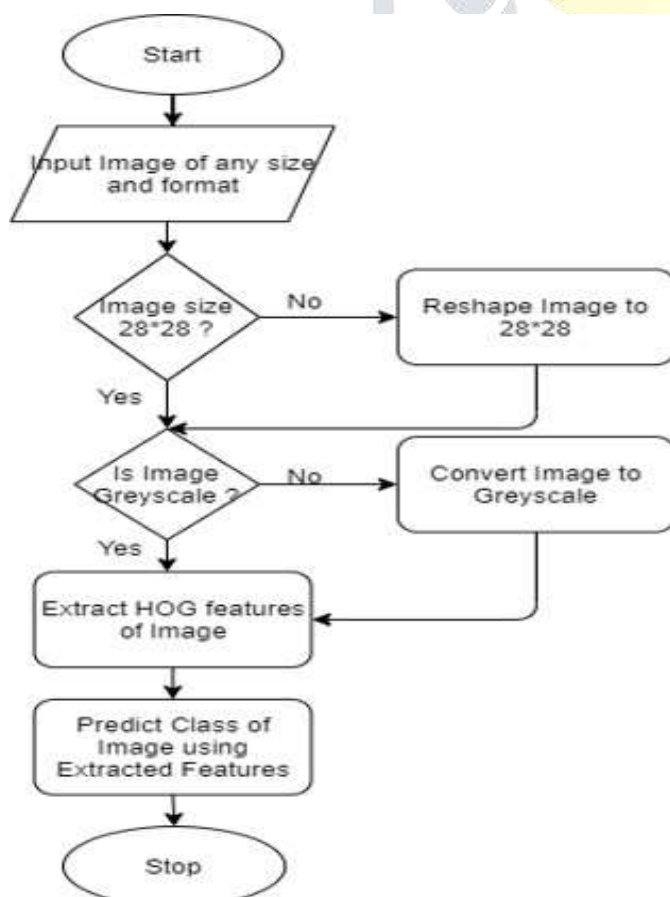 Start
Input Image of any size
and format
Image size
28*28 ?
No
Reshape Image to
28*28
Yes
Is Image
Greyscale ?
No
Convert Image to
Greyscale
Yes
Extract HOG features
of Image
Predict Class of
Image using
Extracted Features
Stop